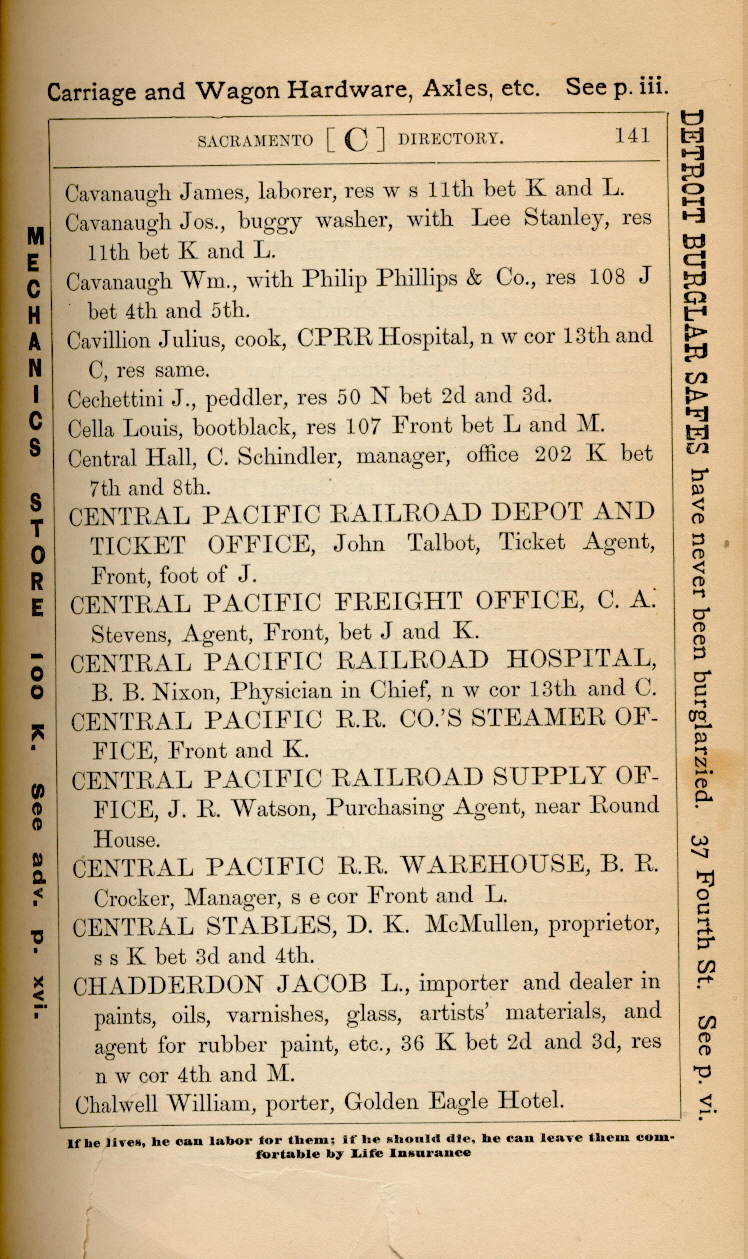 Carriage and Wagon Hardware, Axles, etc. See p. iii.
SACRAMENTO [ C ] DIRECTORY. 141
Cavanaugh James, laborer, res w s 11th bet K and L.
Cavanaugh Jos., buggy washer, with Lee Stanley, res
11th bet K and L.
Cavanaugh Wm., with Philip Phillips & Co., res 108 J
bet 4th and 5th.
Cavillion Julius, cook, CPRR Hospital, n w cor 13th and
C, res same.
Cechettini J., peddler, res 50 N bet 2d and 3d.
Cella Louis, bootblack, res 107 Front bet L and M.
Central Hall, C. Schindler, manager, office 202 K bet
7th and 8th.
CENTRAL PACIFIC RAILROAD DEPOT AND
TICKET OFFICE, John Talbot, Ticket Agent,
Front, foot of J.
CENTRAL PACIFIC FREIGHT OFFICE, C. A.
Stevens, Agent, Front, bet J and K.
CENTRAL PACIFIC RAILROAD HOSPITAL,
B. B. Nixon, Physician in Chief, n w cor 13th and C.
CENTRAL PACIFIC R.R. CO.'S STEAMER OF-
FICE, Front and K.
CENTRAL PACIFIC RAILROAD SUPPLY OF-
FICE, J. R. Watson, Purchasing Agent, near Round
House.
CENTRAL PACIFIC R.R. WAREHOUSE, B. R.
Crocker, Manager, s e cor Front and L.
CENTRAL STABLES, D. K. McMullen, proprietor,
s s K bet 3d and 4th.
CHADDERDON JACOB L., importer and dealer in
paints, oils, varnishes, glass, artists' materials, and
agent for rubber paint, etc., 36 K bet 2d and 3d, res
n w cor 4th and M.
Chalwell William, porter, Golden Eagle Hotel.
If he lives, he can labor for them; if he should die, he can leave them com-
fortable by Life Insurance
MECHANICS STORE 100 K. See adv. p. xvi.
DETROIT BURGLAR SAFES have never been burglarzied. 37 Fourth St. See p. vi.